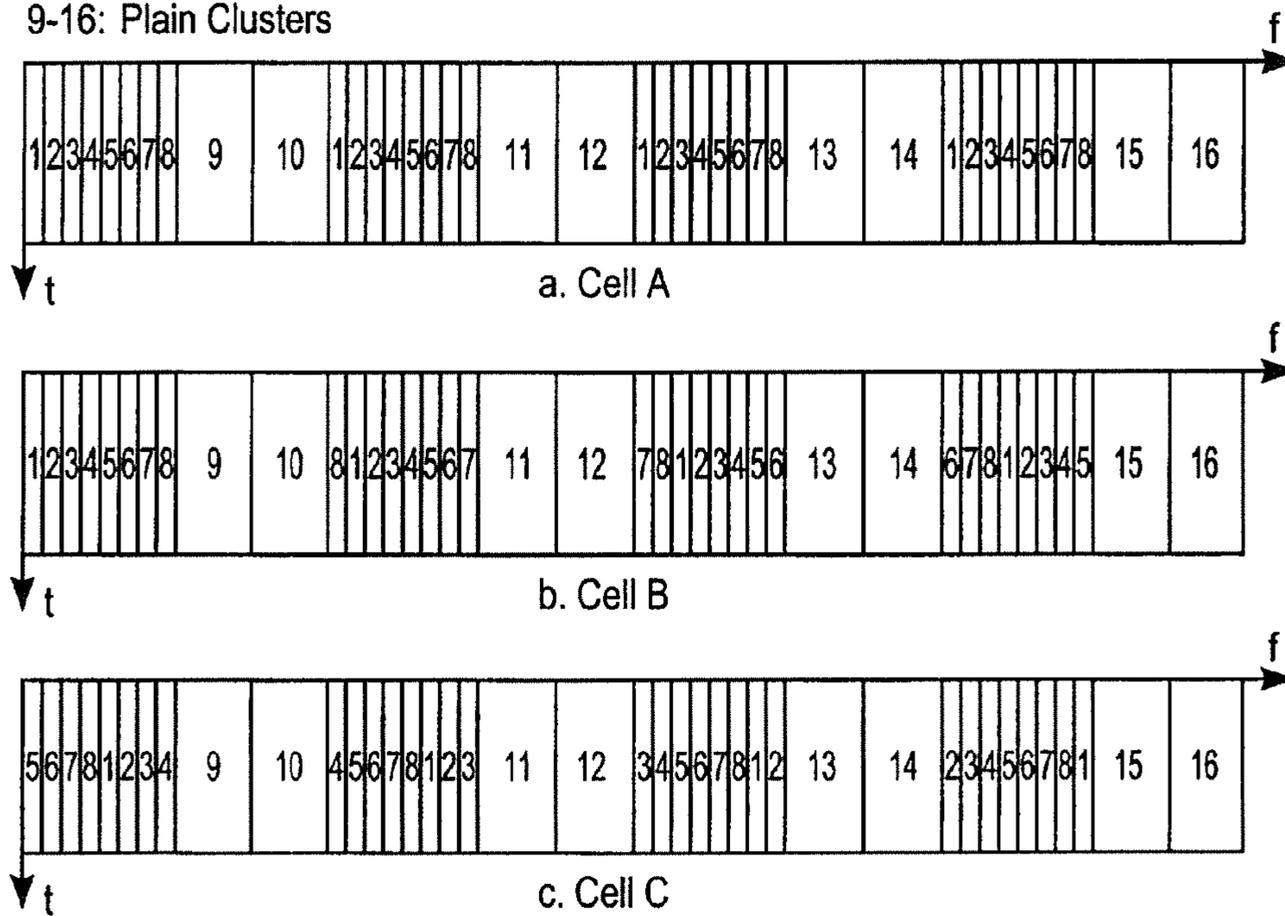 9-16: Plain Clusters
f
1 2 3 4 5 6 7 8 9 10 1 2 3 4 5 6 7 8 11 12 1 2 3 4 5 6 7 8 13 14 1 2 3 4 5 6 7 8 15 16
t
a. Cell A
f
1 2 3 4 5 6 7 8 9 10 8 1 2 3 4 5 6 7 11 12 7 8 1 2 3 4 5 6 13 14 6 7 8 1 2 3 4 5 15 16
t
b. Cell B
f
5 6 7 8 1 2 3 4 9 10 4 5 6 7 8 1 2 3 11 12 3 4 5 6 7 8 1 2 13 14 2 3 4 5 6 7 8 1 15 16
t
c. Cell C